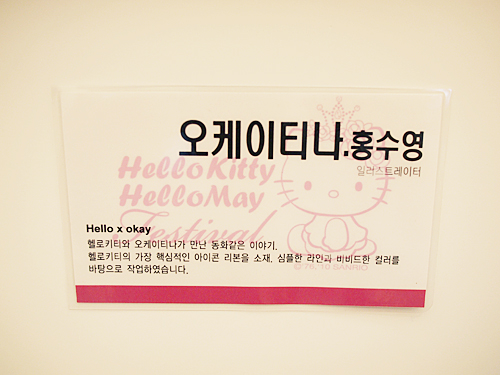 오케이티나.홍수영
일러스트레이터
Hello Kitty
Hello May
Festival
Hello x okay
헬로키티와 오케이티나가 만난 동화같은 이야기.
헬로키티의 가장 핵심적인 아이콘 리본을 소재, 심플한 라인과 비비드한 컬러를
바탕으로 작업하였습니다.
© 76, 10 SANRIO